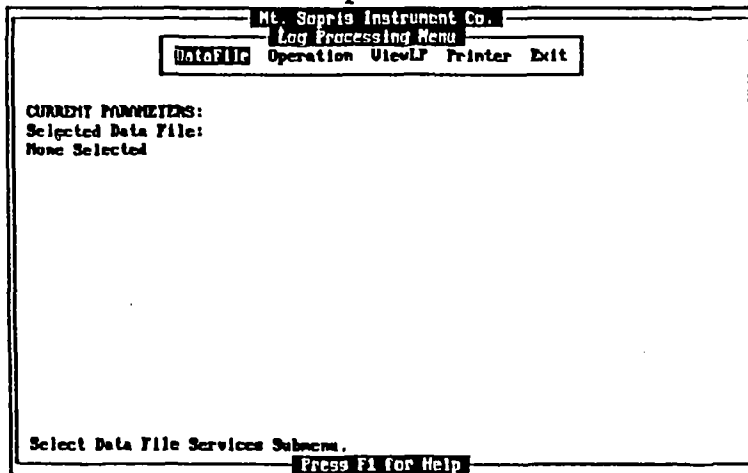 Mt. Sopris Instrument Co.
Log Processing Menu
DataFile Operation ViewLP Printer Exit
CURRENT PARAMETERS:
Selected Data File:
None Selected
Select Data File Services Submenu.
Press F1 for Help